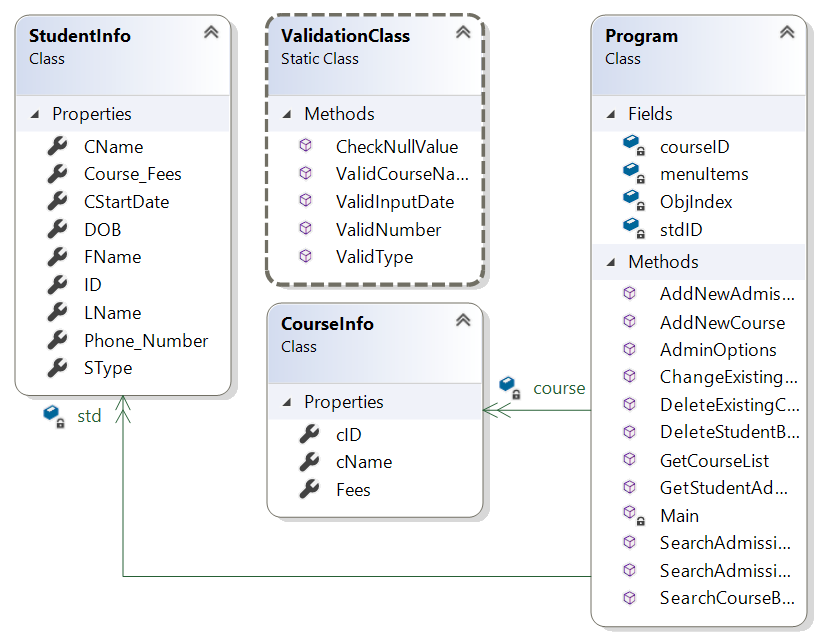 StudentInfo
Class
Properties
CName
Course_Fees
CStartDate
DOB
FName
ID
LName
Phone_Number
SType
std
ValidationClass
Static Class
Methods
CheckNullValue
ValidCourseNa...
ValidInputDate
ValidNumber
ValidType
CourseInfo
Class
Properties
cID
cName
Fees
course
Program
Class
Fields
courseID
menuItems
ObjIndex
stdID
Methods
AddNewAdmis...
AddNewCourse
AdminOptions
ChangeExisting...
DeleteExistingC...
DeleteStudentB...
GetCourseList
GetStudentAd...
Main
SearchAdmissi...
SearchAdmissi...
SearchCourseB...